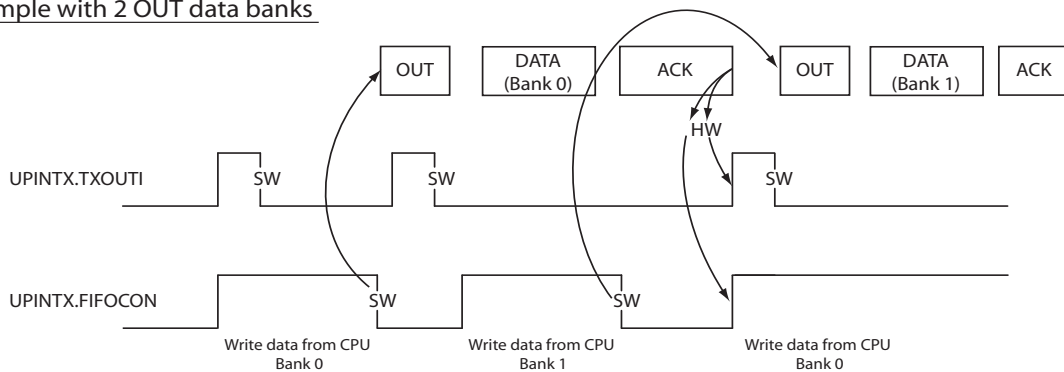 mple with 2 OUT data banks
OUT
DATA
(Bank 0)
ACK
OUT
DATA
(Bank 1)
ACK
HW
UPINTX.TXOUTI
SW
SW
SW
UPINTX.FIFOCON
SW
SW
Write data from CPU
Bank 0
Write data from CPU
Bank 1
Write data from CPU
Bank 0